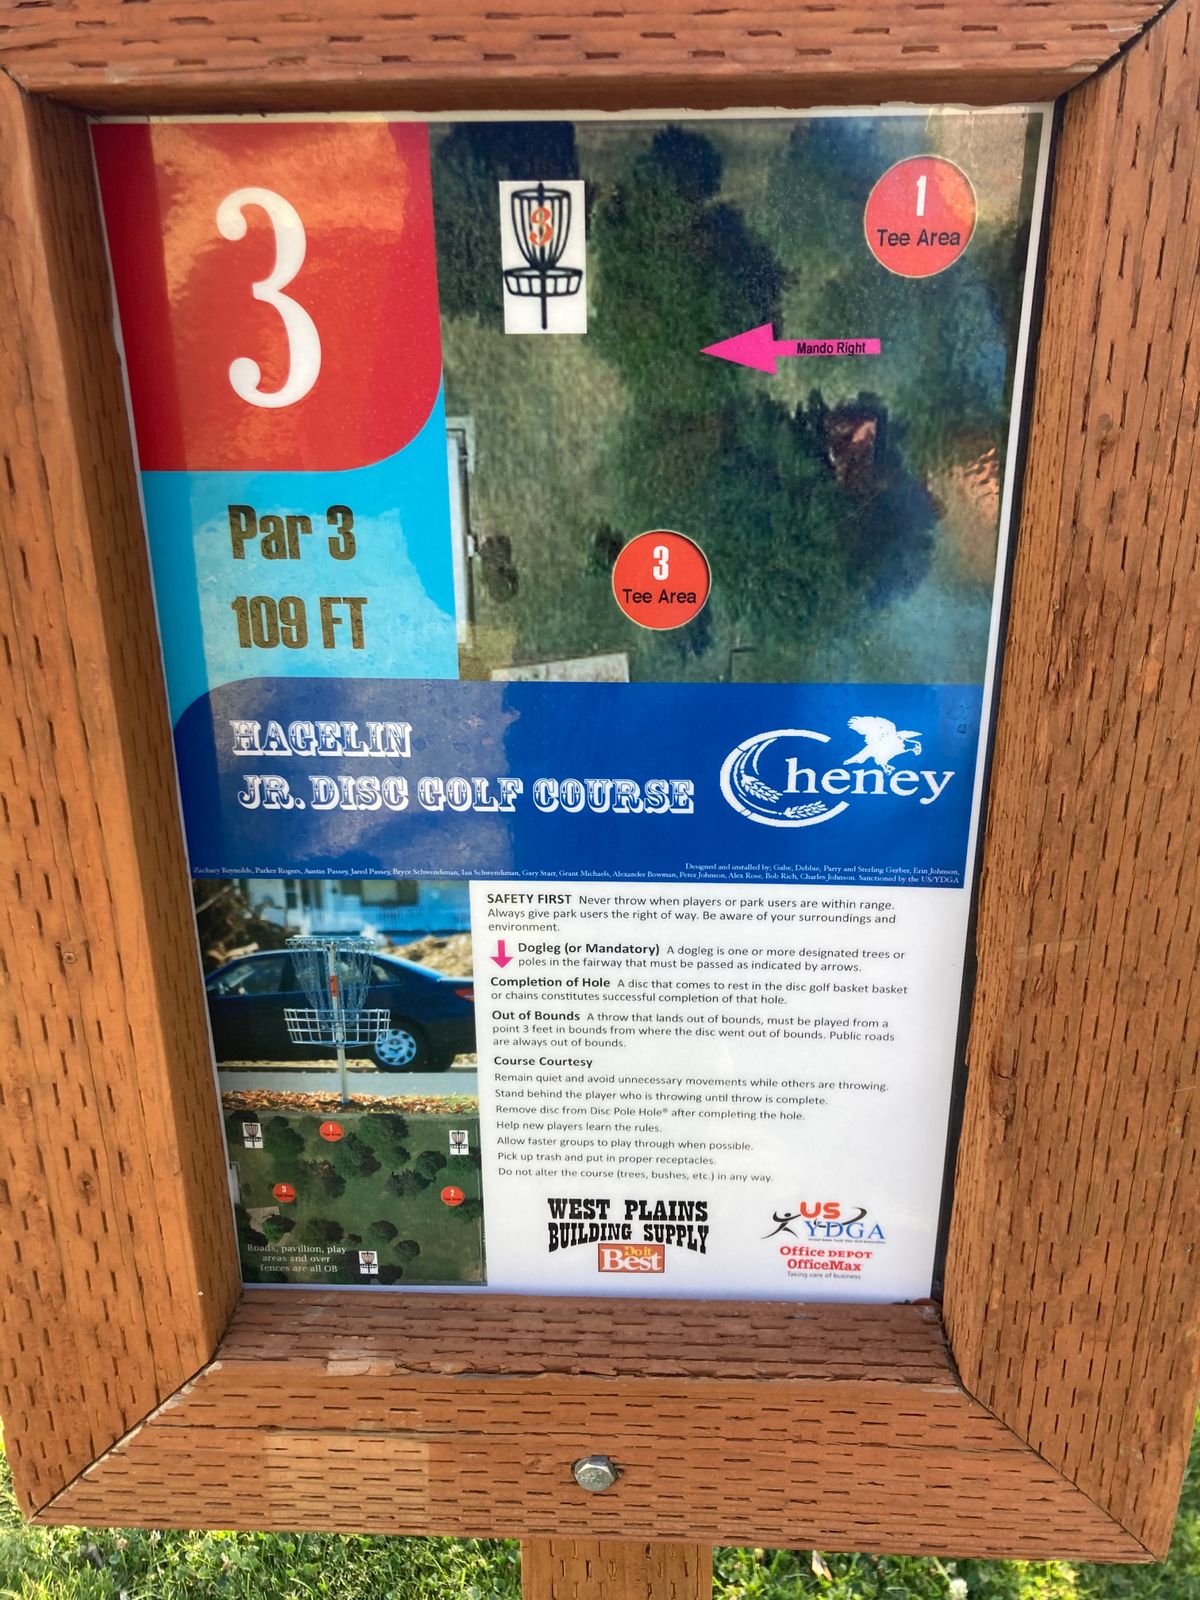 3
Par 3
109 FT
3
1
Tee Area
Mando Right
3
Tee Area
HAGELIN
JR. DISC GOLF COURSE
Cheney
Designed and installed by: Gabe, Debbie, Parry and Sterling Gerber, Erin Johnson,
Zachary Reynolds, Parker Rogers, Austin Passey, Jared Passey, Bryce Schwendiman, Ian Schwendiman, Gary Starr, Grant Michaels, Alexander Bowman, Peter Johnson, Alex Rose, Bob Rich, Charles Johnson. Sanctioned by the US/YDGA
SAFETY FIRST Never throw when players or park users are within range.
Always give park users the right of way. Be aware of your surroundings and
environment.
Dogleg (or Mandatory) A dogleg is one or more designated trees or
poles in the fairway that must be passed as indicated by arrows.
Completion of Hole A disc that comes to rest in the disc golf basket basket
or chains constitutes successful completion of that hole.
Out of Bounds A throw that lands out of bounds, must be played from a
point 3 feet in bounds from where the disc went out of bounds. Public roads
are always out of bounds.
Course Courtesy
Remain quiet and avoid unnecessary movements while others are throwing.
Stand behind the player who is throwing until throw is complete.
Remove disc from Disc Pole Hole® after completing the hole.
Help new players learn the rules.
Allow faster groups to play through when possible.
Pick up trash and put in proper receptacles.
Do not alter the course (trees, bushes, etc.) in any way.
1
Tee Area
3
Tee Area
2
Tee Area
Roads, pavillion, play
areas and over
fences are all OB
WEST PLAINS
BUILDING SUPPLY
Do it
Best
US
YDGA
Office DEPOT
OfficeMax
Taking care of business